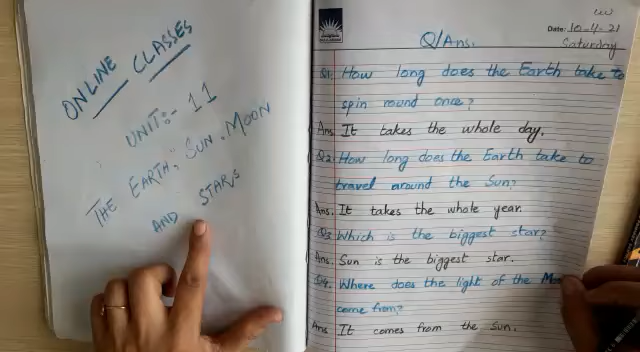 ONLINE CLASSES
UNIT:- 11
THE EARTH, SUN, MOON
AND STARS
Date: 10-4-21
Saturday
Q/Ans.
Q1. How long does the Earth take to
spin round once?
Ans. It takes the whole day.
Q2. How long does the Earth take to
travel around the Sun?
Ans. It takes the whole year.
Q3. Which is the biggest star?
Ans. Sun is the biggest star.
Q4. Where does the light of the
come from?
Ans. It comes from the Sun.